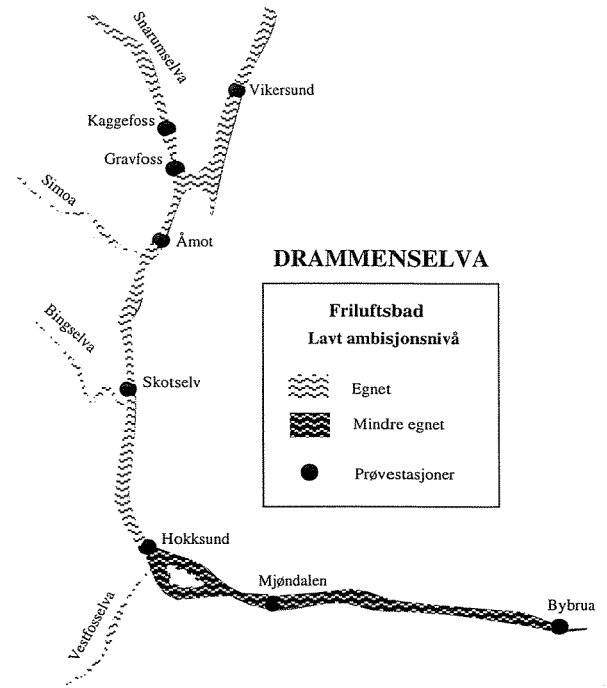 Snarumselva
Vikersund
Kaggefoss
Gravfoss
Simoa
Åmot
DRAMMENSELVA
Friluftsbad
Lavt ambisjonsnivå
Bingselva
Skotselv
Egnet
Mindre egnet
Prøvestasjoner
Hokksund
Mjøndalen
Bybrua
Vestfosselva